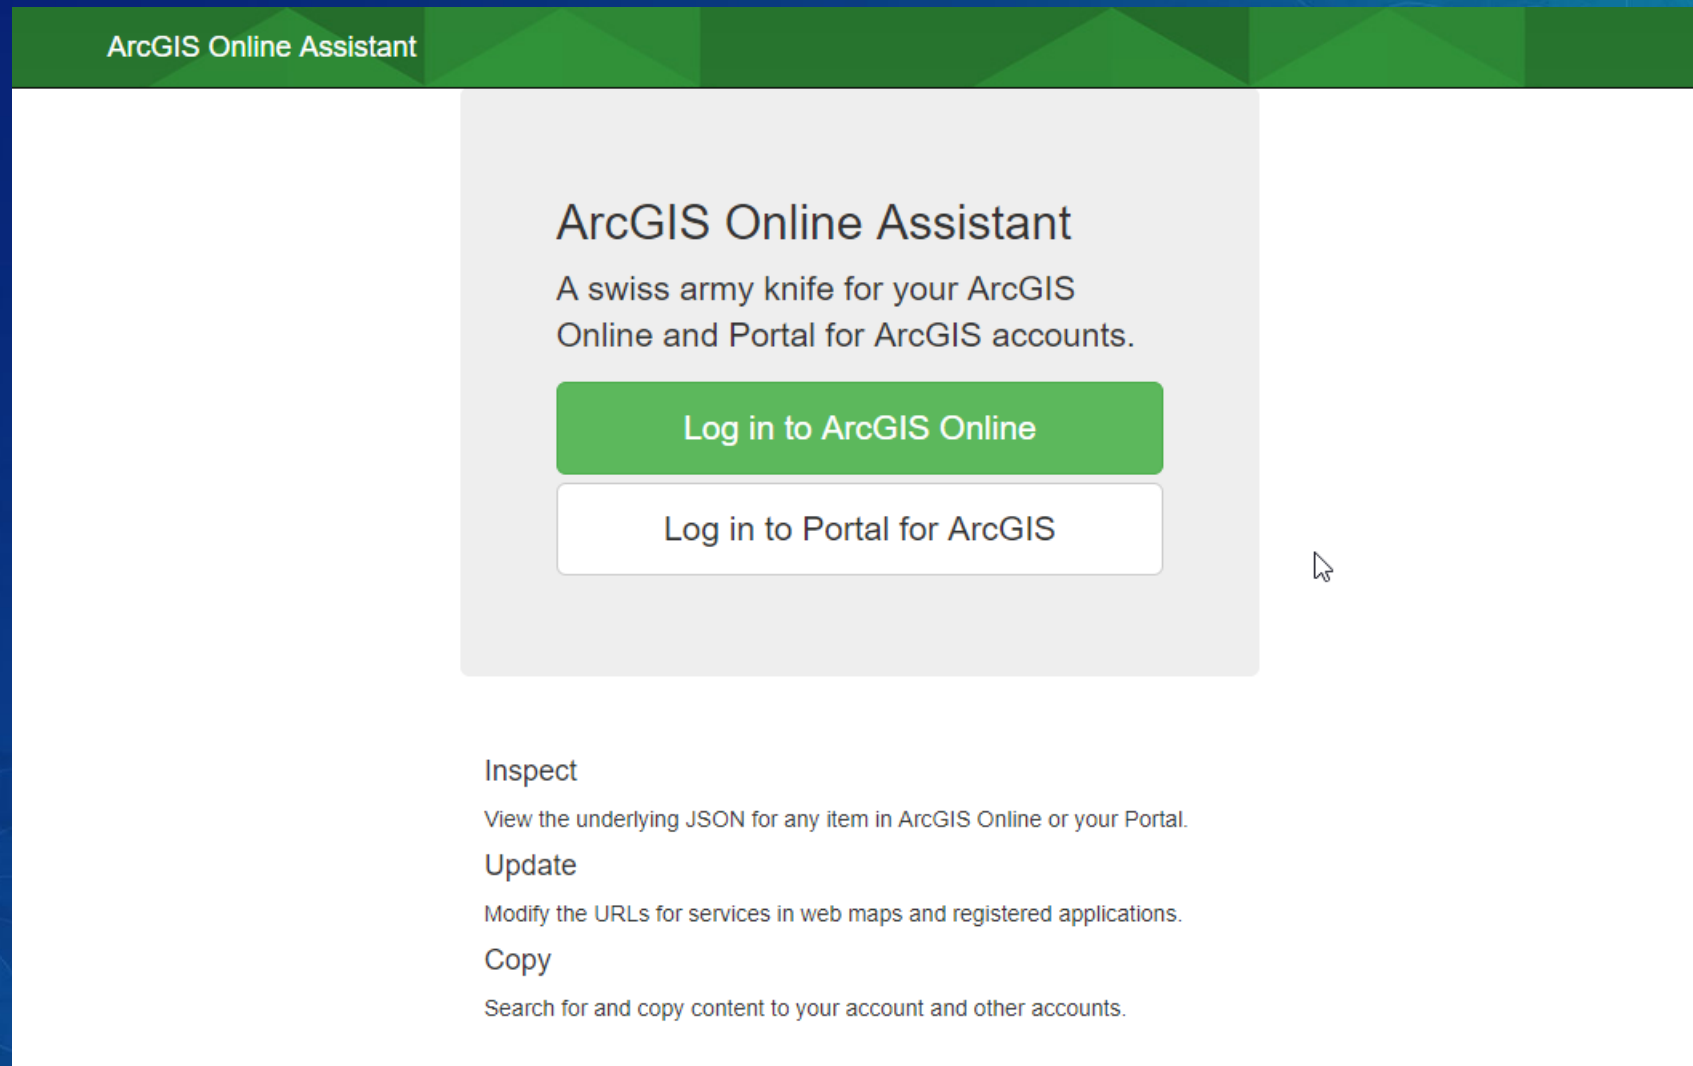 ArcGIS Online Assistant
ArcGIS Online Assistant
A swiss army knife for your ArcGIS
Online and Portal for ArcGIS accounts.
Log in to ArcGIS Online
Log in to Portal for ArcGIS
Inspect
View the underlying JSON for any item in ArcGIS Online or your Portal.
Update
Modify the URLs for services in web maps and registered applications.
Copy
Search for and copy content to your account and other accounts.